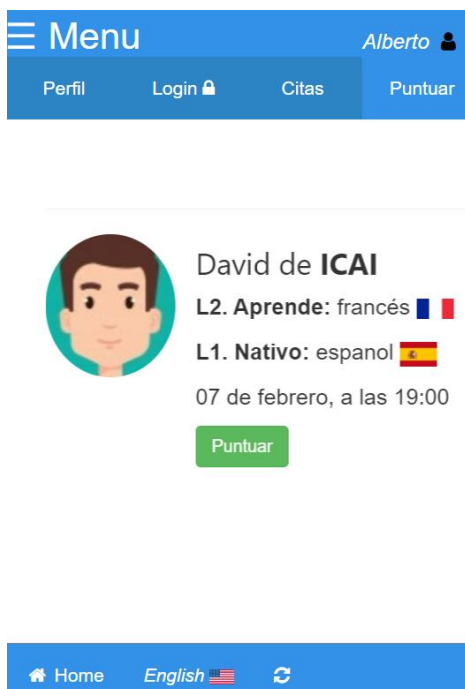 Menu Alberto
Perfil Login Citas Puntuar
David de ICAI
L2. Aprende: francés
L1. Nativo: espanol
07 de febrero, a las 19:00
Puntuar
Home English